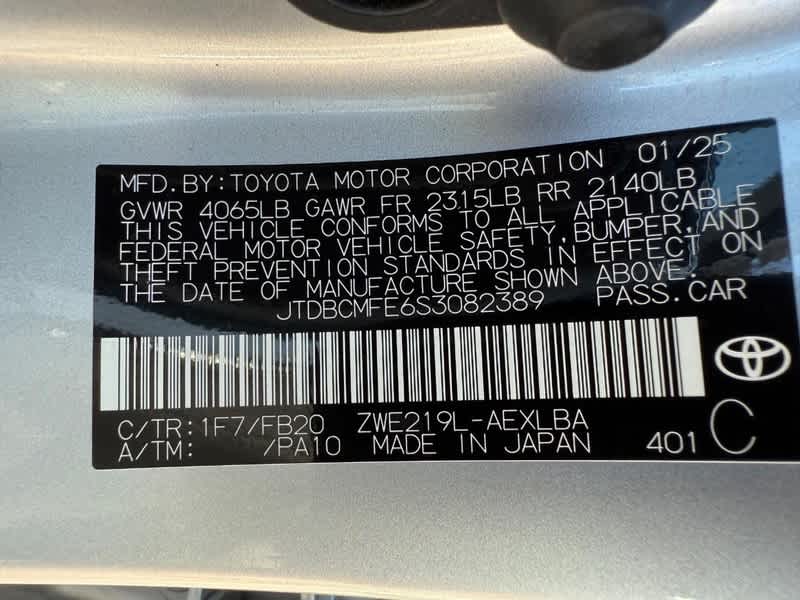 MFD.BY:TOYOTA MOTOR CORPORATION 01/25
GVWR 4065LB GAWR FR 2315LB RR 2140LB
THIS VEHICLE CONFORMS TO ALL APPLICABLE
FEDERAL MOTOR VEHICLE SAFETY,BUMPER,AND
THEFT PREVENTION STANDARDS IN EFFECT ON
THE DATE OF MANUFACTURE SHOWN ABOVE.
JTDBCMFE6S3082389 PASS.CAR
C/TR:1F7/FB20 ZWE219L-AEXLBA
A/TM: /PA10 MADE IN JAPAN 401 C